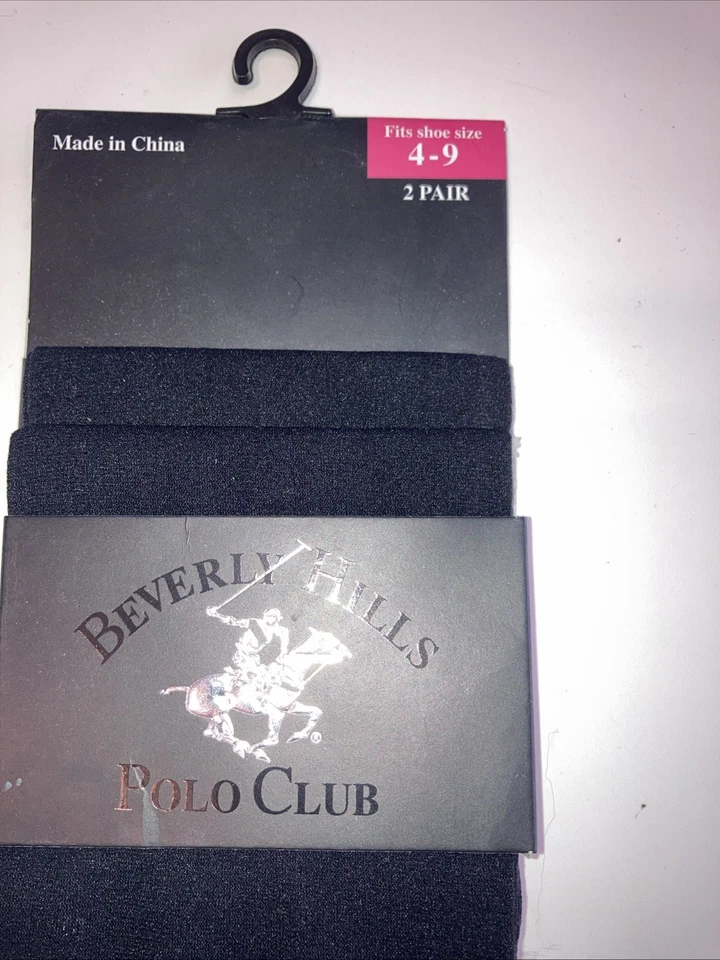 Made in China
Fits shoe size
4-9
2 PAIR
BEVERLY HILLS
®
POLO CLUB